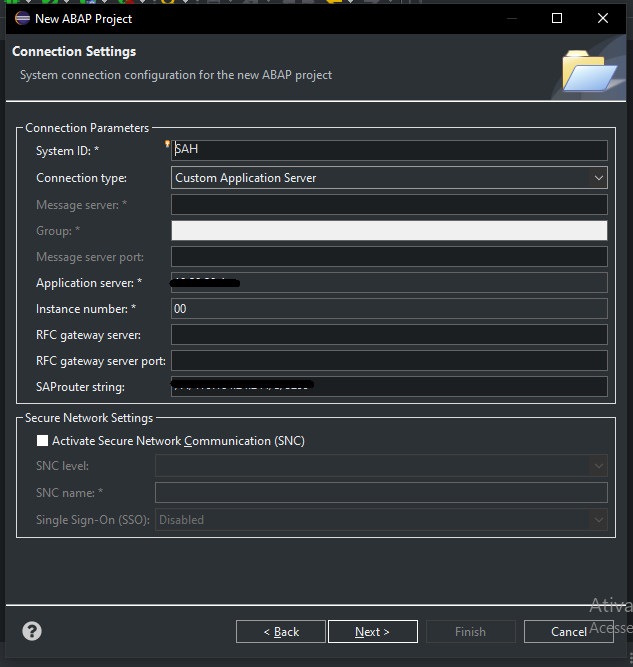 New ABAP Project
Connection Settings
System connection configuration for the new ABAP project
Connection Parameters
System ID: * SAH
Connection type: Custom Application Server
Message server: *
Group: *
Message server port:
Application server: *
Instance number: * 00
RFC gateway server:
RFC gateway server port:
SAProuter string:
Secure Network Settings
Activate Secure Network Communication (SNC)
SNC level:
SNC name: *
Single Sign-On (SSO): Disabled
Ativa
Acesse
< Back Next > Finish Cancel